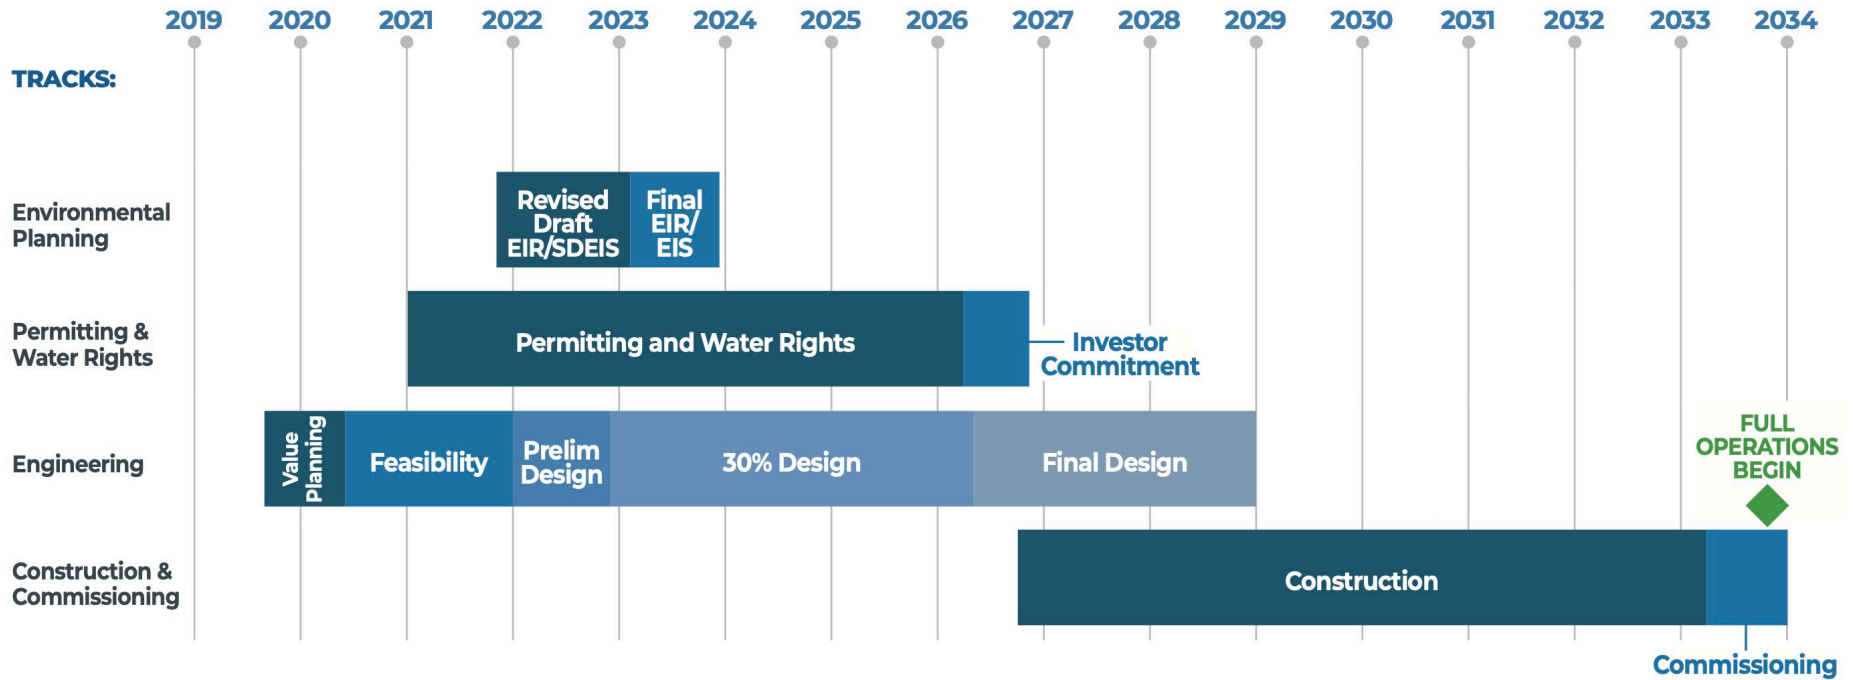 2019 2020 2021 2022 2023 2024 2025 2026 2027 2028 2029 2030 2031 2032 2033 2034
TRACKS:
Environmental
Planning
Revised
Draft
EIR/SDEIS
Final
EIR/
EIS
Permitting &
Water Rights
Permitting and Water Rights
Investor
Commitment
Engineering
Value
Planning
Feasibility
Prelim
Design
30% Design
Final Design
FULL
OPERATIONS
BEGIN
Construction &
Commissioning
Construction
Commissioning